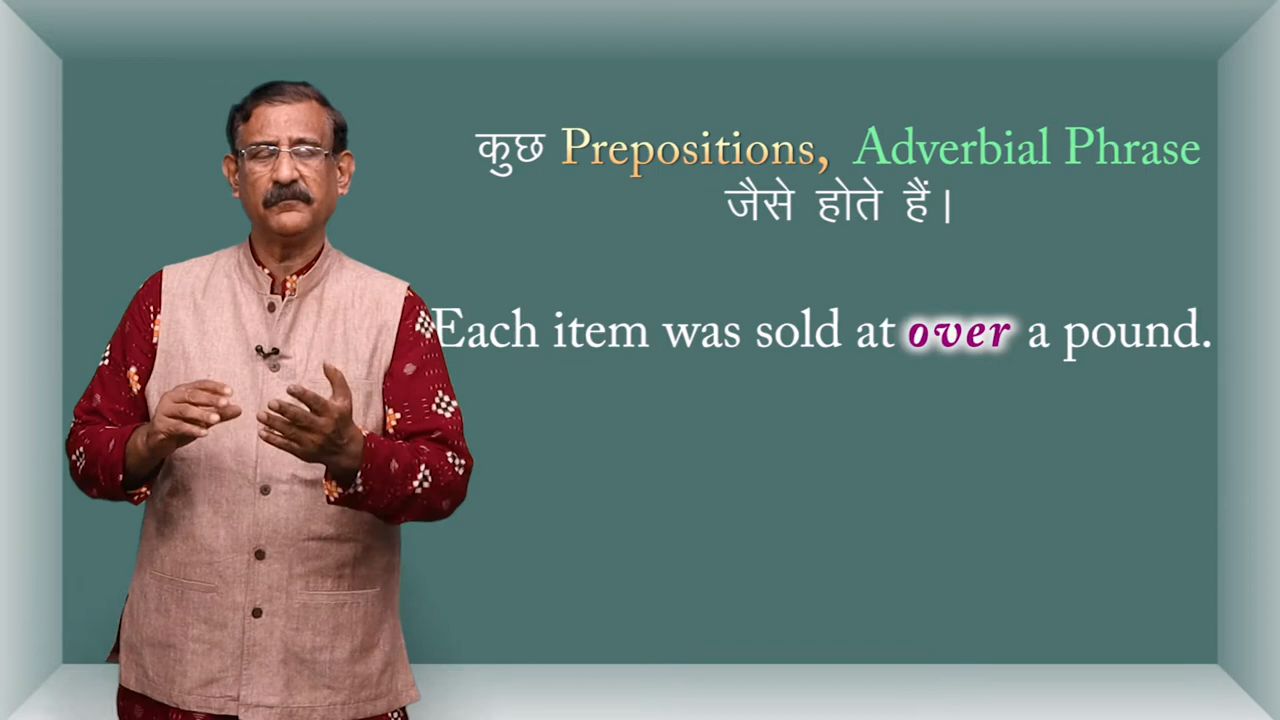 कुछ Prepositions, Adverbial Phrase
जैसे होते हैं।
Each item was sold at over a pound.